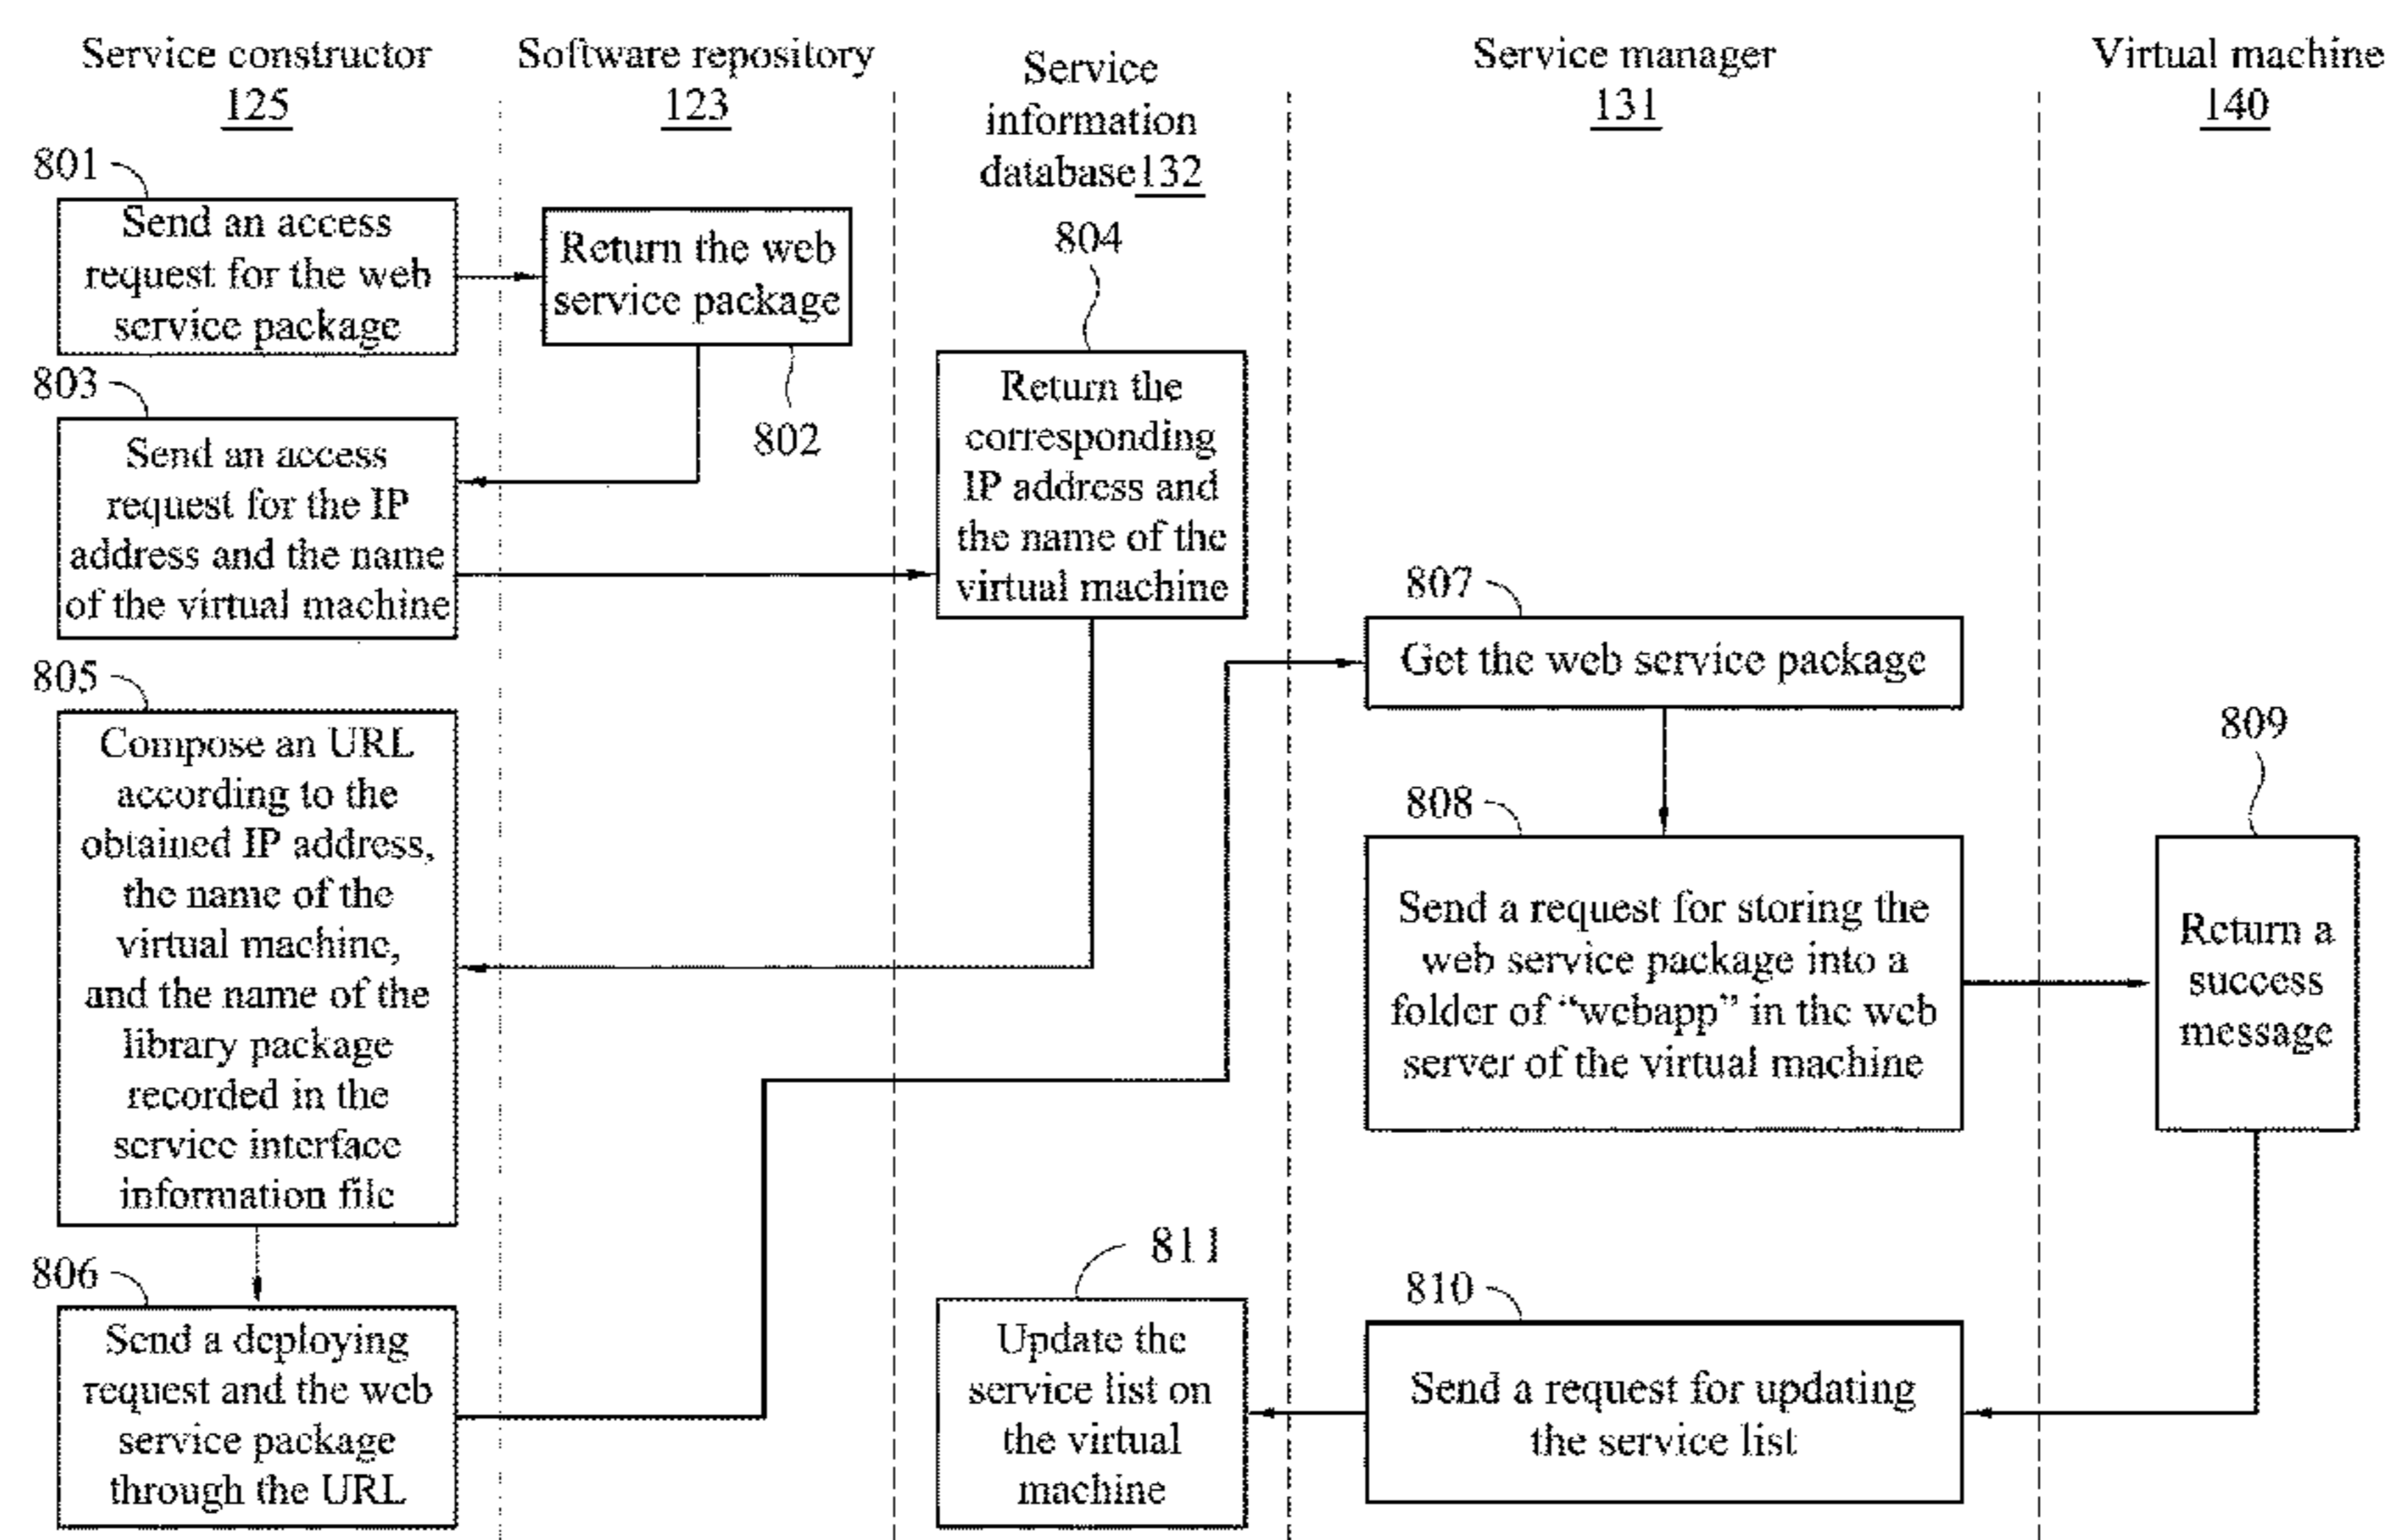 Service constructor
125
Software repository
123
Service
information
database 132
Service manager
131
Virtual machine
140
801
Send an access
request for the web
service package
Return the web
service package
802
803
Send an access
request for the IP
address and the name
of the virtual machine
804
Return the
corresponding
IP address and
the name of the
virtual machine
805
Compose an URL
according to the
obtained IP address,
the name of the
virtual machine,
and the name of the
library package
recorded in the
service interface
information file
806
Send a deploying
request and the web
service package
through the URL
807
Get the web service package
808
Send a request for storing the
web service package into a
folder of “webapp” in the web
server of the virtual machine
809
Return a
success
message
810
Send a request for updating
the service list
811
Update the
service list on
the virtual
machine